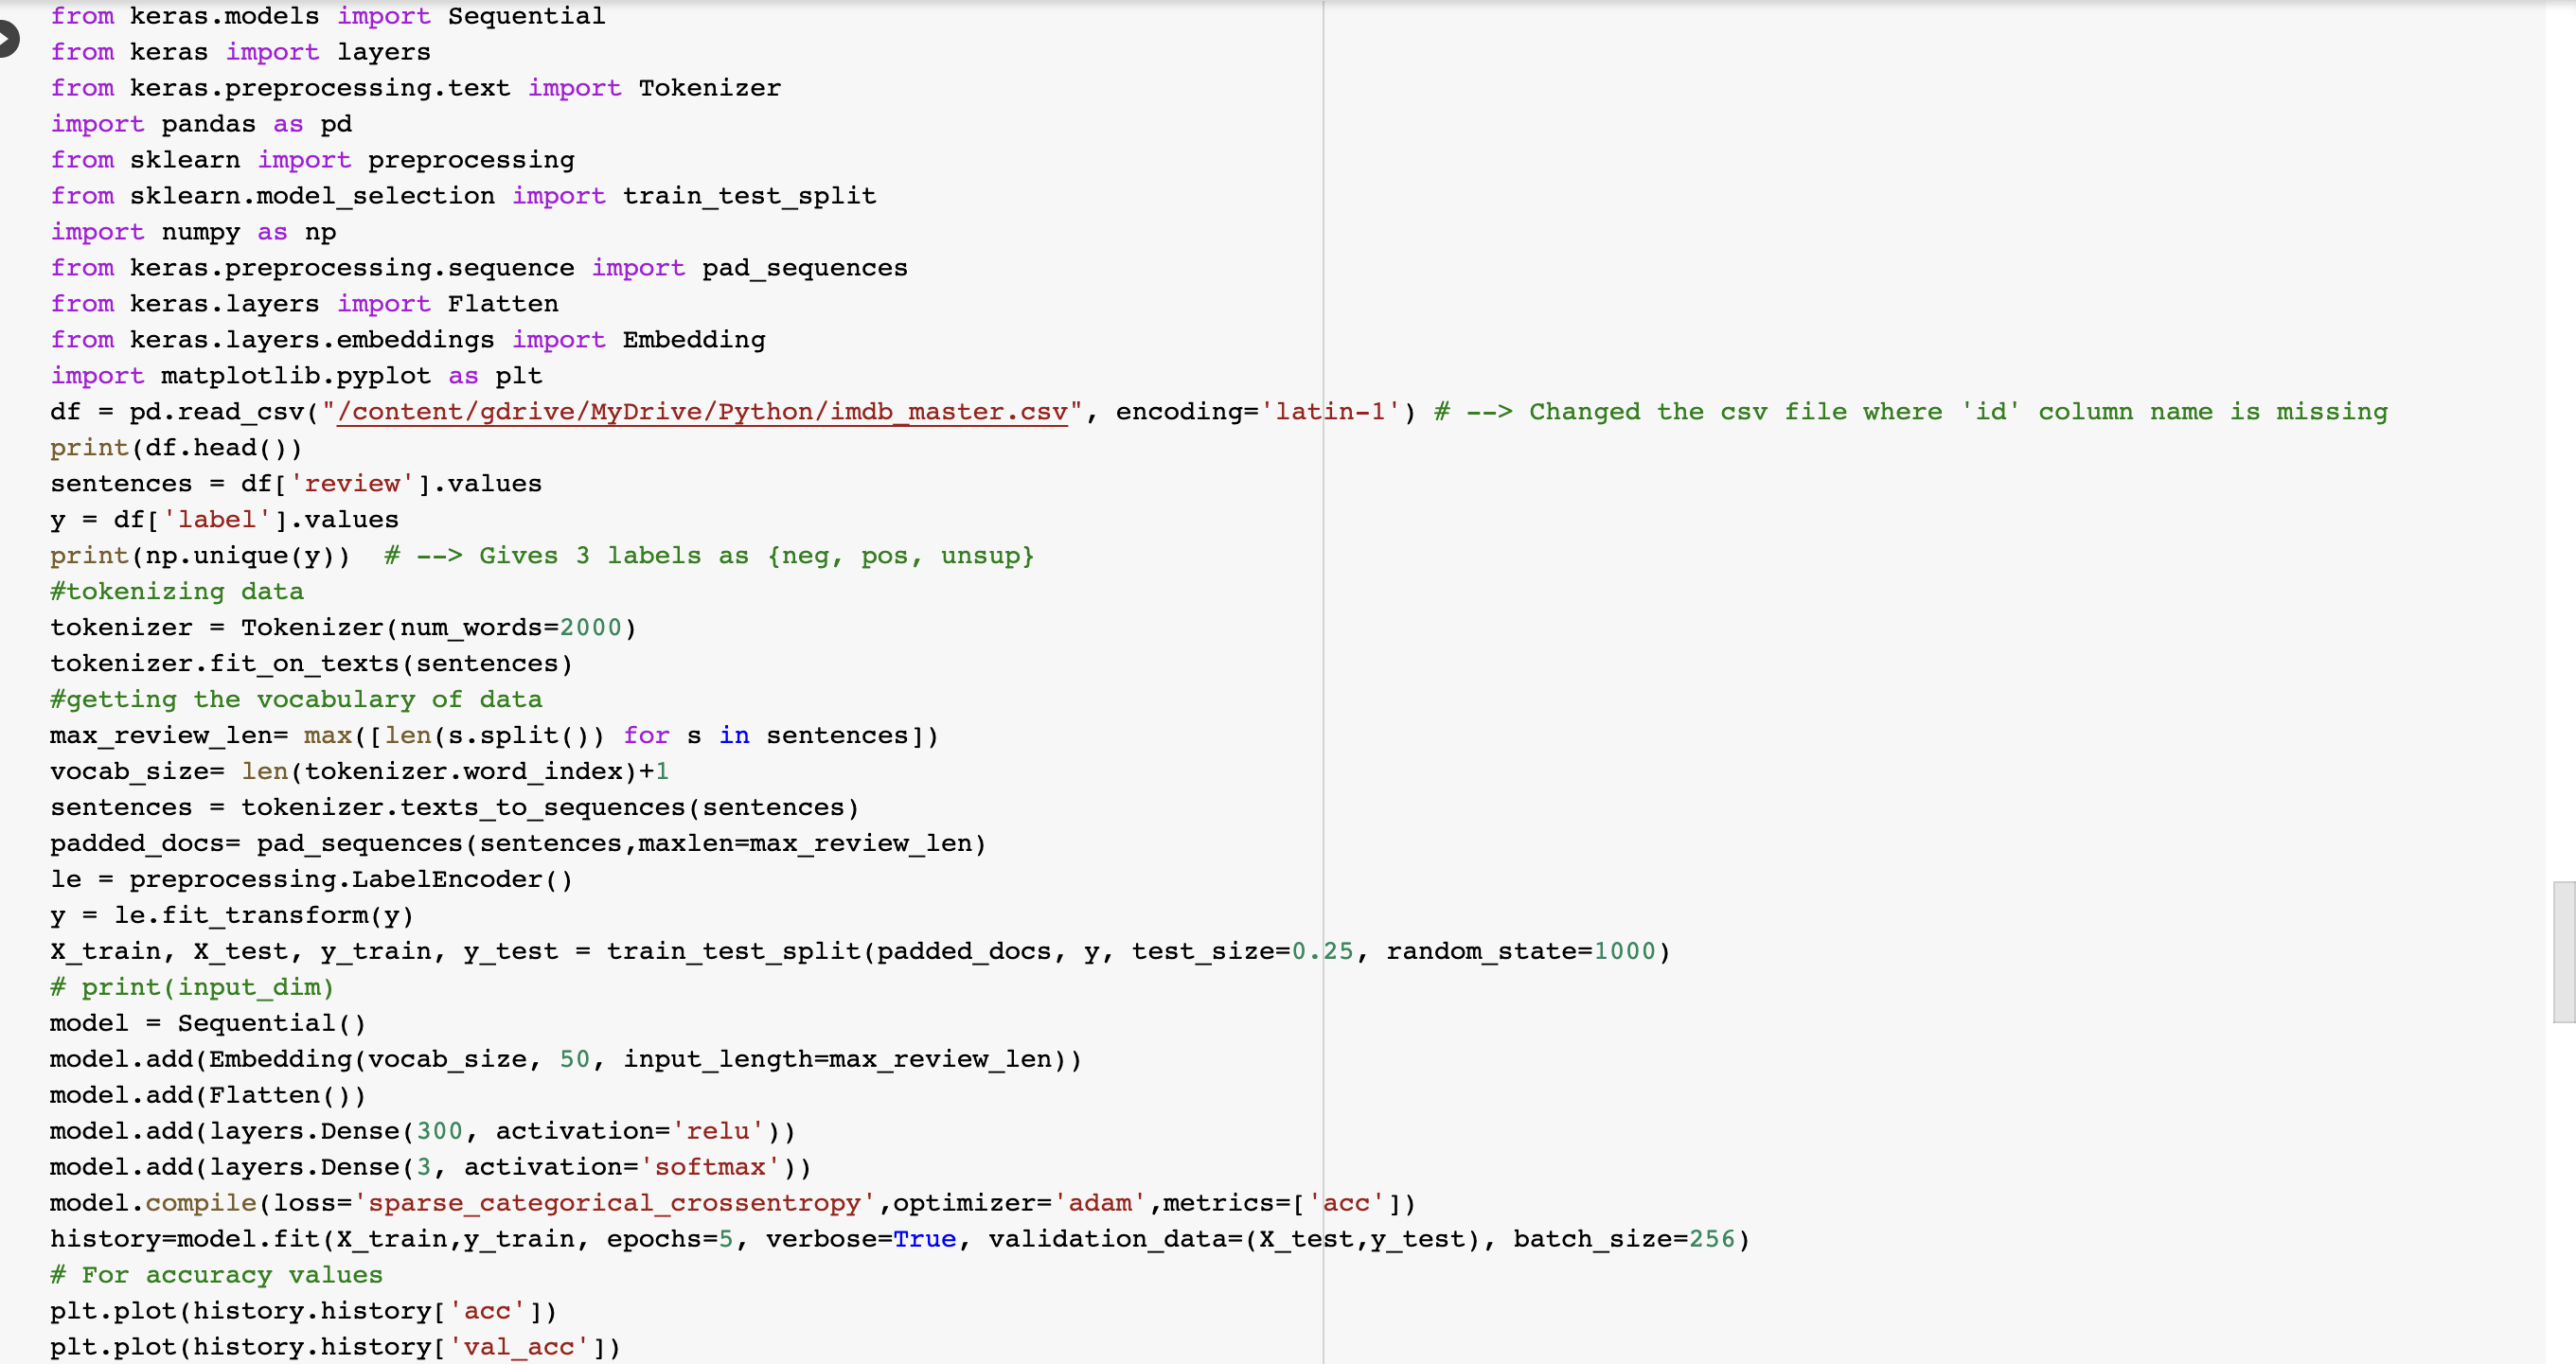 from keras.models import Sequential
from keras import layers
from keras.preprocessing.text import Tokenizer
import pandas as pd
from sklearn import preprocessing
from sklearn.model_selection import train_test_split
import numpy as np
from keras.preprocessing.sequence import pad_sequences
from keras.layers import Flatten
from keras.layers.embeddings import Embedding
import matplotlib.pyplot as plt
df = pd.read_csv("/content/gdrive/MyDrive/Python/imdb_master.csv", encoding='latin-1') # --> Changed the csv file where 'id' column name is missing
print(df.head())
sentences = df['review'].values
y = df['label'].values
print(np.unique(y))  # --> Gives 3 labels as {neg, pos, unsup}
#tokenizing data
tokenizer = Tokenizer(num_words=2000)
tokenizer.fit_on_texts(sentences)
#getting the vocabulary of data
max_review_len= max([len(s.split()) for s in sentences])
vocab_size= len(tokenizer.word_index)+1
sentences = tokenizer.texts_to_sequences(sentences)
padded_docs= pad_sequences(sentences,maxlen=max_review_len)
le = preprocessing.LabelEncoder()
y = le.fit_transform(y)
X_train, X_test, y_train, y_test = train_test_split(padded_docs, y, test_size=0.25, random_state=1000)
# print(input_dim)
model = Sequential()
model.add(Embedding(vocab_size, 50, input_length=max_review_len))
model.add(Flatten())
model.add(layers.Dense(300, activation='relu'))
model.add(layers.Dense(3, activation='softmax'))
model.compile(loss='sparse_categorical_crossentropy',optimizer='adam',metrics=['acc'])
history=model.fit(X_train,y_train, epochs=5, verbose=True, validation_data=(X_test,y_test), batch_size=256)
# For accuracy values
plt.plot(history.history['acc'])
plt.plot(history.history['val_acc'])